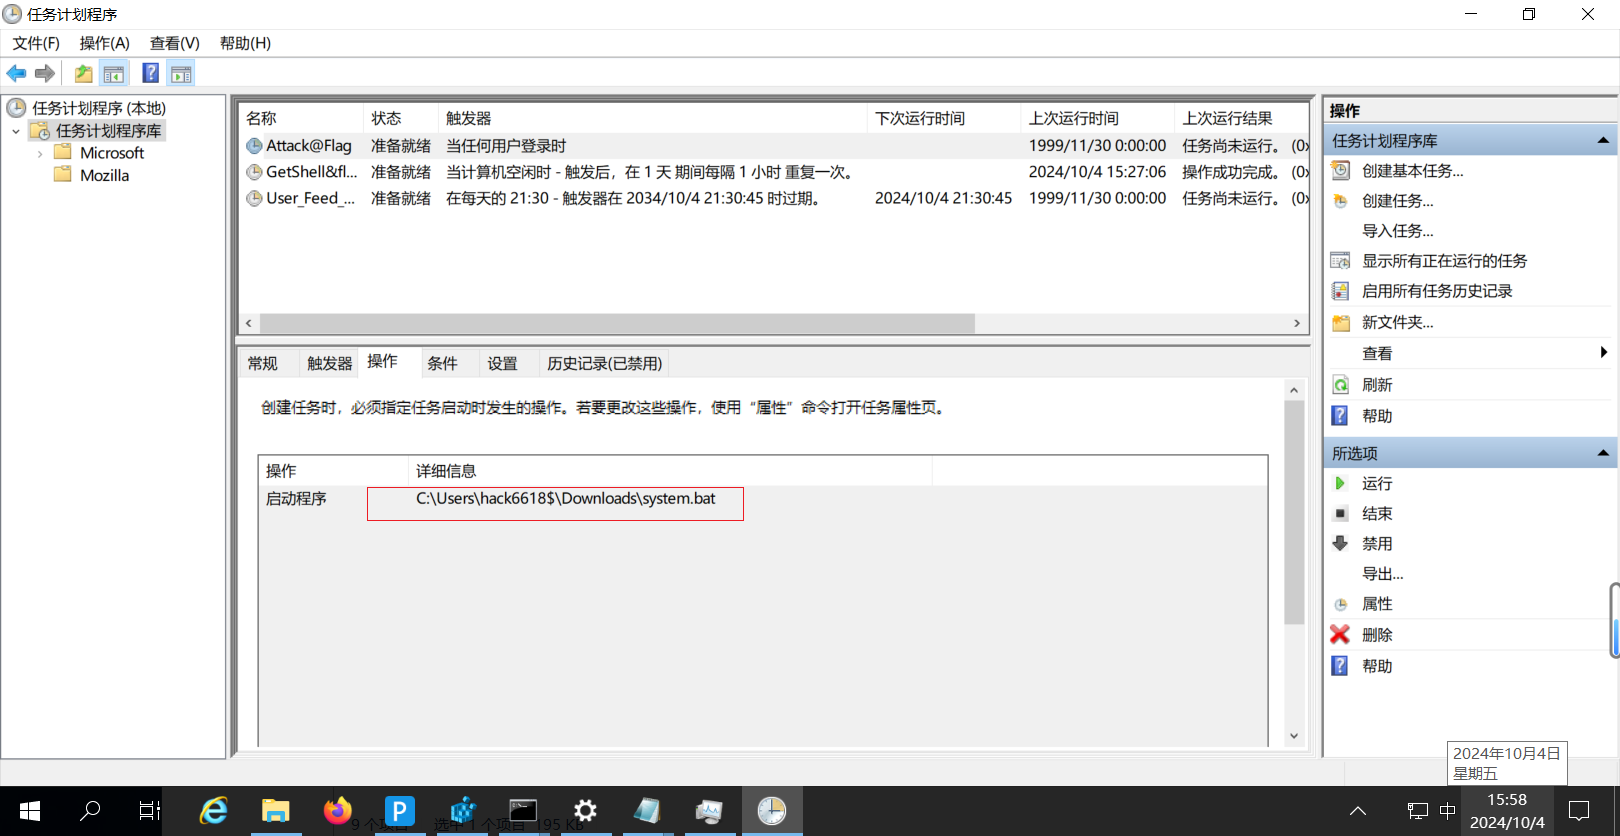 任务计划程序
文件(F) 操作(A) 查看(V) 帮助(H)
任务计划程序 (本地)
任务计划程序库
Microsoft
Mozilla
名称 状态 触发器 下次运行时间 上次运行时间 上次运行结果
Attack@Flag 准备就绪 当任何用户登录时 1999/11/30 0:00:00 任务尚未运行。 (0x
GetShell&fl... 准备就绪 当计算机空闲时 - 触发后，在 1 天 期间每隔 1 小时 重复一次。 2024/10/4 15:27:06 操作成功完成。 (0x
User_Feed_... 准备就绪 在每天的 21:30 - 触发器在 2034/10/4 21:30:45 时过期。 2024/10/4 21:30:45 1999/11/30 0:00:00 任务尚未运行。 (0x
常规 触发器 操作 条件 设置 历史记录(已禁用)
创建任务时，必须指定任务启动时发生的操作。若要更改这些操作，使用“属性”命令打开任务属性页。
操作 详细信息
启动程序 C:\Users\hack6618$\Downloads\system.bat
操作
任务计划程序库
创建基本任务...
创建任务...
导入任务...
显示所有正在运行的任务
启用所有任务历史记录
新文件夹...
查看
刷新
帮助
所选项
运行
结束
禁用
导出...
属性
删除
帮助
2024年10月4日
星期五
9 个项目 选中 1 个项目 195 KB
中
15:58
2024/10/4